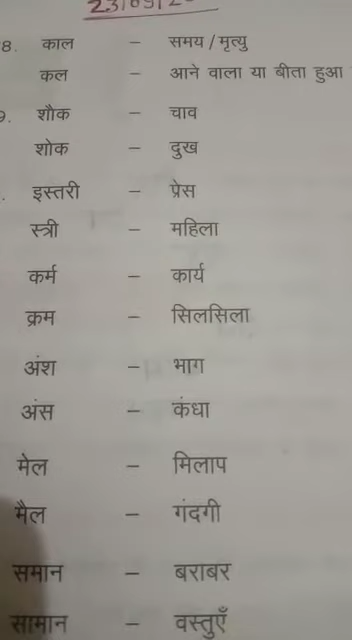 8. काल – समय/मृत्यु
कल – आने वाला या बीता हुआ
9. शौक – चाव
शोक – दुख
. इस्तरी – प्रेस
स्त्री – महिला
कर्म – कार्य
क्रम – सिलसिला
अंश – भाग
अंस – कंधा
मेल – मिलाप
मैल – गंदगी
समान – बराबर
सामान – वस्तुएँ